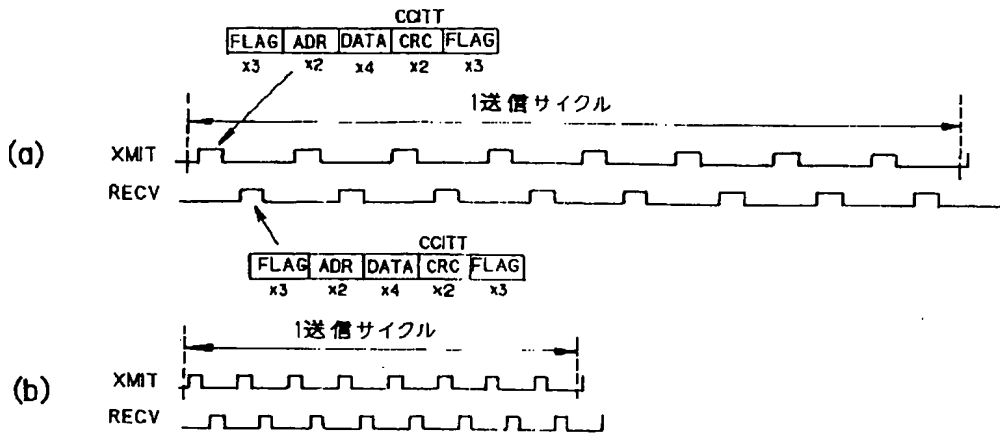 CCITT
FLAG ADR DATA CRC FLAG
x3 x2 x4 x2 x3
1送信サイクル
(a)
XMIT
RECV
CCITT
FLAG ADR DATA CRC FLAG
x3 x2 x4 x2 x3
1送信サイクル
(b)
XMIT
RECV